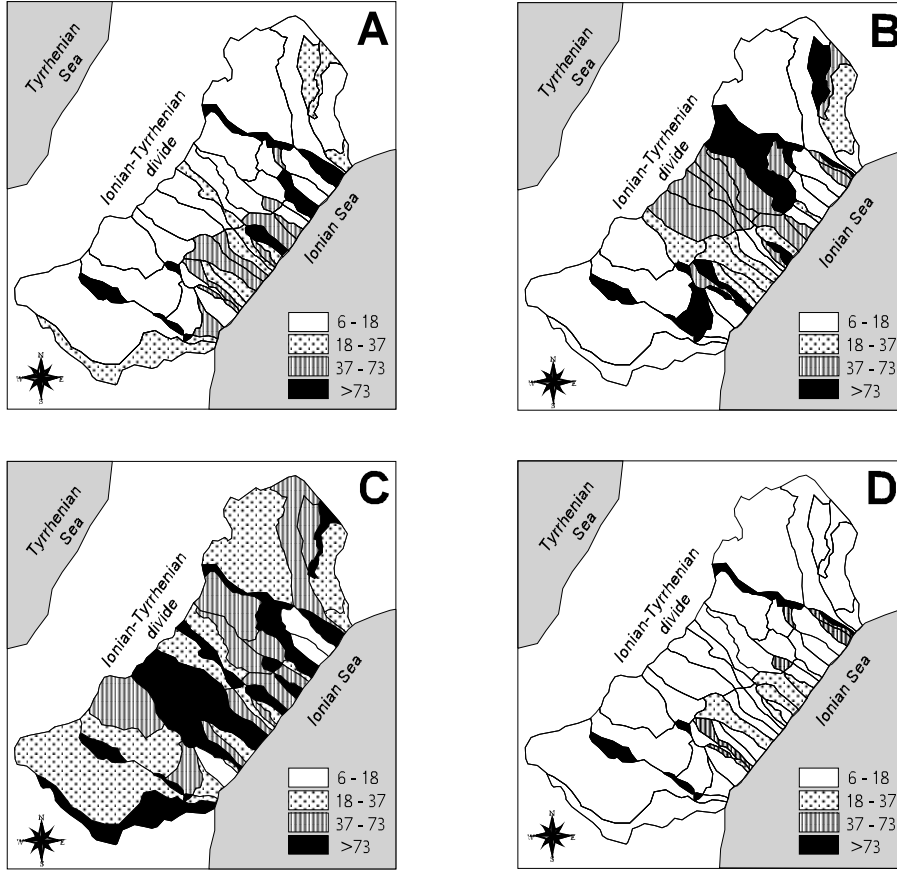 A
Tyrrhenian
Sea
Ionian-Tyrrhenian
divide
Ionian Sea
6 - 18
18 - 37
37 - 73
>73
N
W
E
S
B
Tyrrhenian
Sea
Ionian-Tyrrhenian
divide
Ionian Sea
6 - 18
18 - 37
37 - 73
>73
N
W
E
S
C
Tyrrhenian
Sea
Ionian-Tyrrhenian
divide
Ionian Sea
6 - 18
18 - 37
37 - 73
>73
N
W
E
S
D
Tyrrhenian
Sea
Ionian-Tyrrhenian
divide
Ionian Sea
6 - 18
18 - 37
37 - 73
>73
N
W
E
S